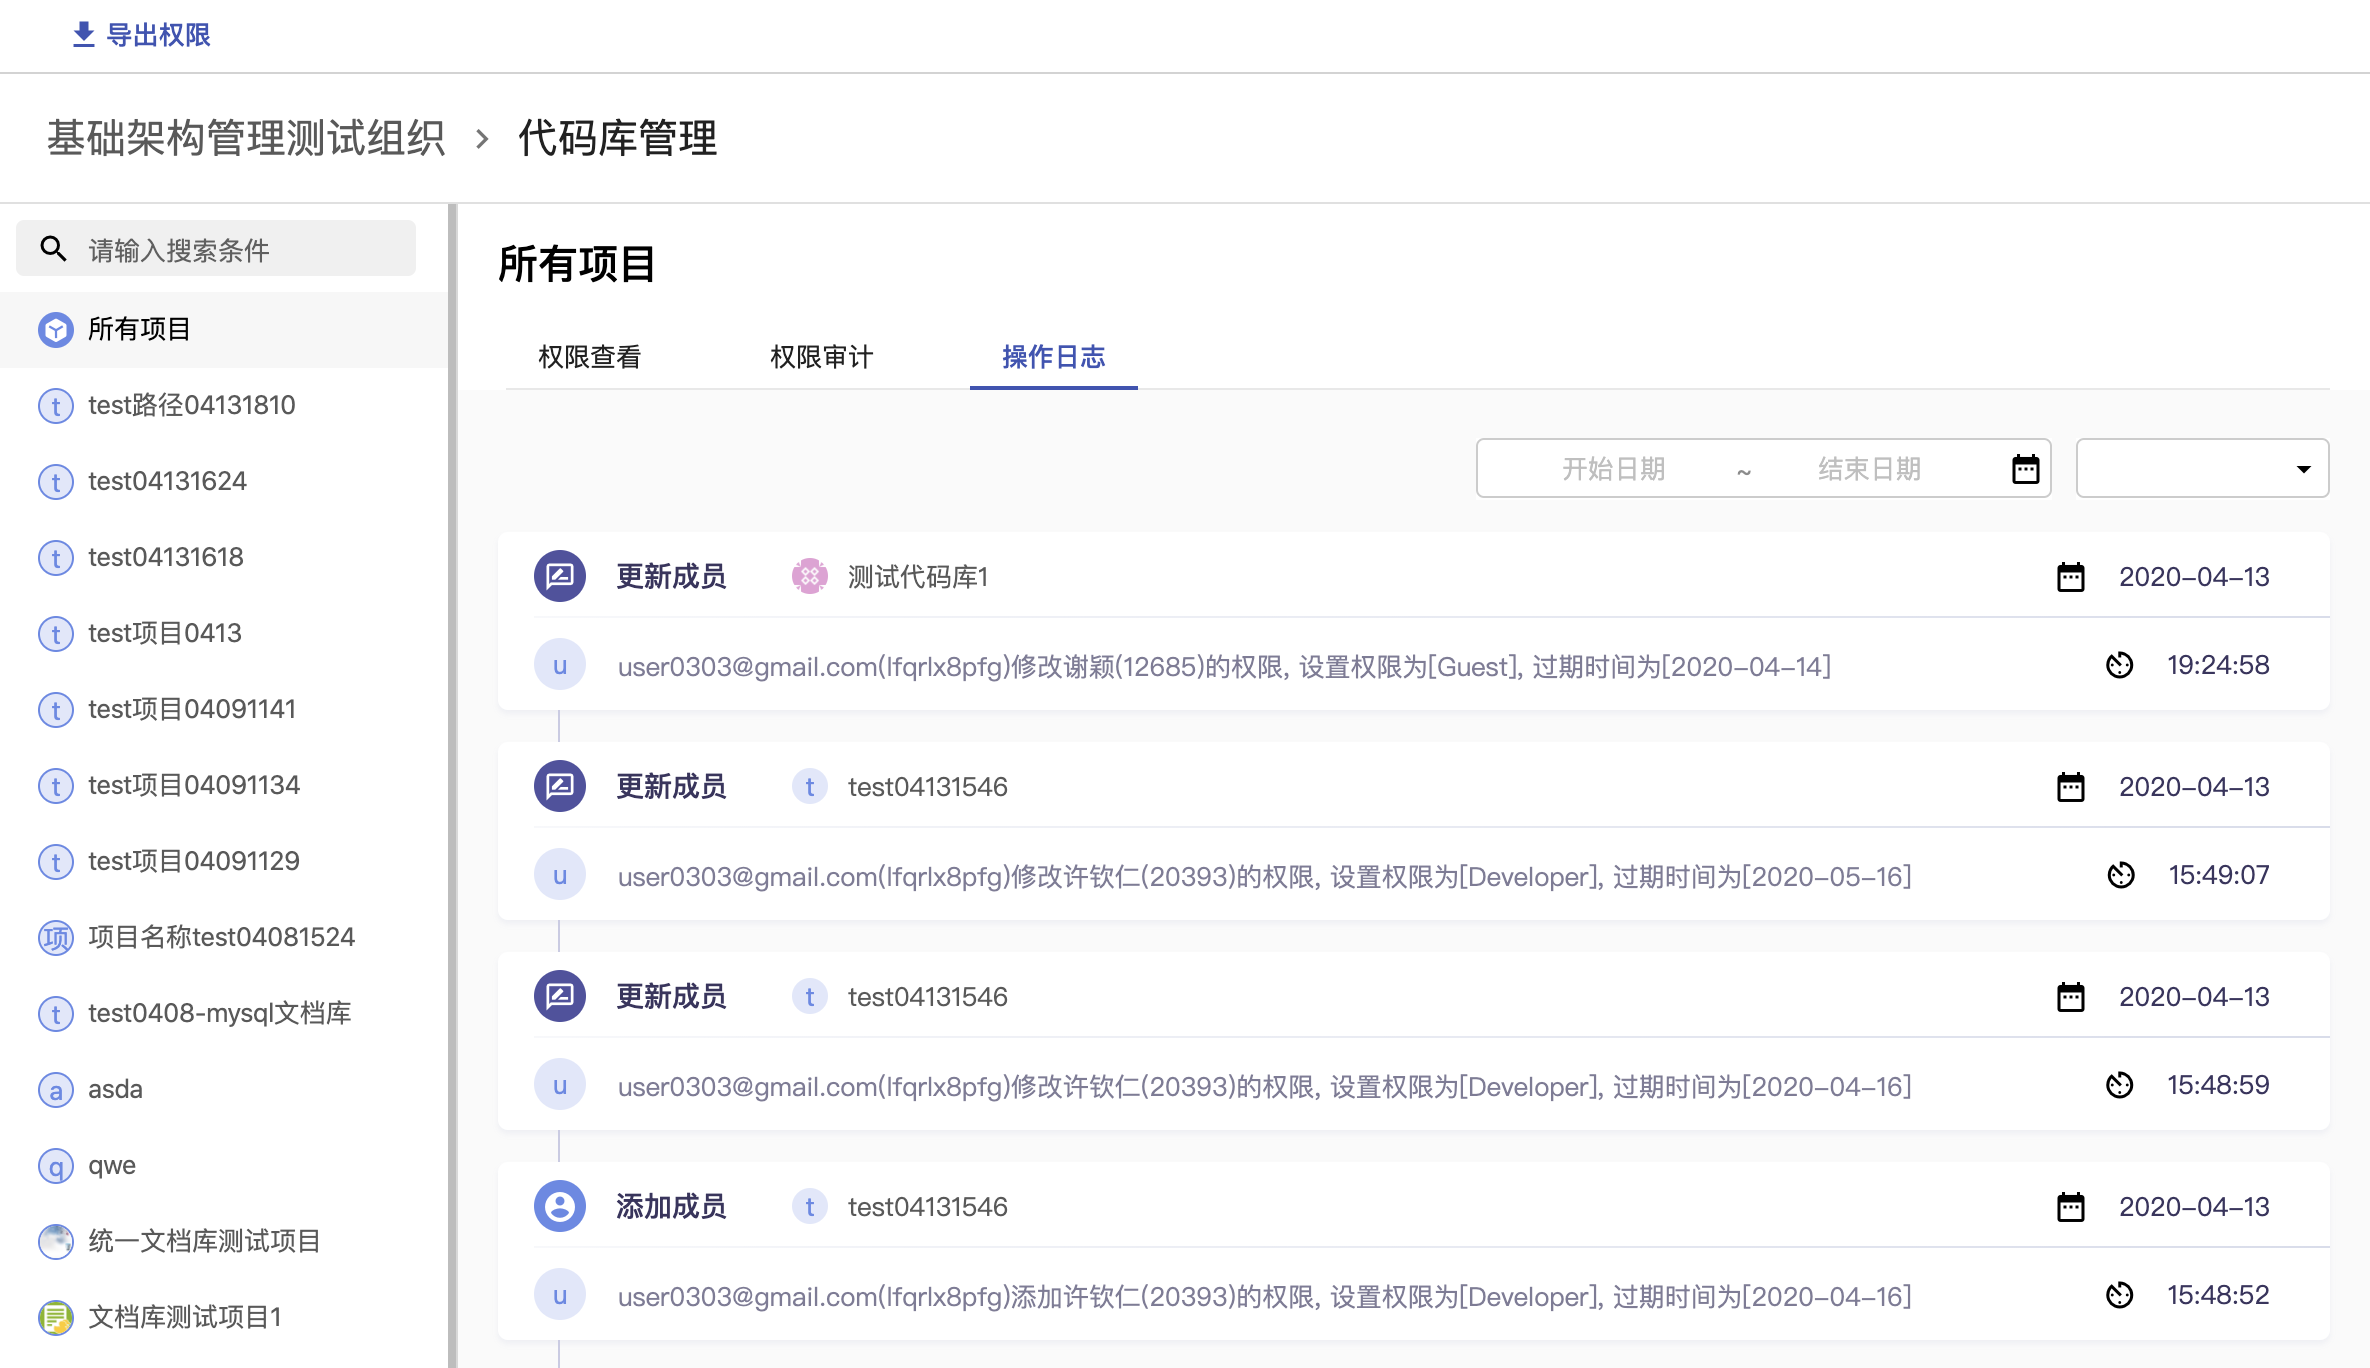 导出权限
基础架构管理测试组织 › 代码库管理
请输入搜索条件
所有项目
t test路径04131810
t test04131624
t test04131618
t test项目0413
t test项目04091141
t test项目04091134
t test项目04091129
项 项目名称test04081524
t test0408-mysql文档库
a asda
q qwe
统一文档库测试项目
文档库测试项目1
所有项目
权限查看 权限审计 操作日志
开始日期 ~ 结束日期
更新成员 测试代码库1 2020-04-13
u user0303@gmail.com(lfqrlx8pfg)修改谢颖(12685)的权限, 设置权限为[Guest], 过期时间为[2020-04-14] 19:24:58
更新成员 t test04131546 2020-04-13
u user0303@gmail.com(lfqrlx8pfg)修改许钦仁(20393)的权限, 设置权限为[Developer], 过期时间为[2020-05-16] 15:49:07
更新成员 t test04131546 2020-04-13
u user0303@gmail.com(lfqrlx8pfg)修改许钦仁(20393)的权限, 设置权限为[Developer], 过期时间为[2020-04-16] 15:48:59
添加成员 t test04131546 2020-04-13
u user0303@gmail.com(lfqrlx8pfg)添加许钦仁(20393)的权限, 设置权限为[Developer], 过期时间为[2020-04-16] 15:48:52